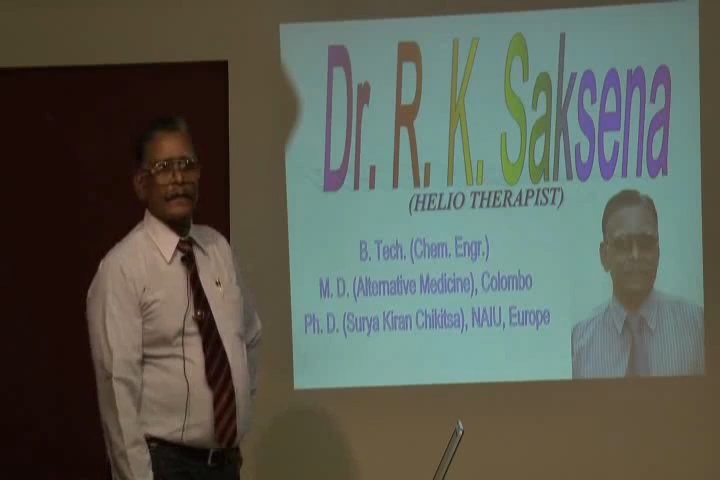 Dr. R. K. Saksena
(HELIO THERAPIST)
B. Tech. (Chem. Engr.)
M. D. (Alternative Medicine), Colombo
Ph. D. (Surya Kiran Chikitsa), NAIU, Europe